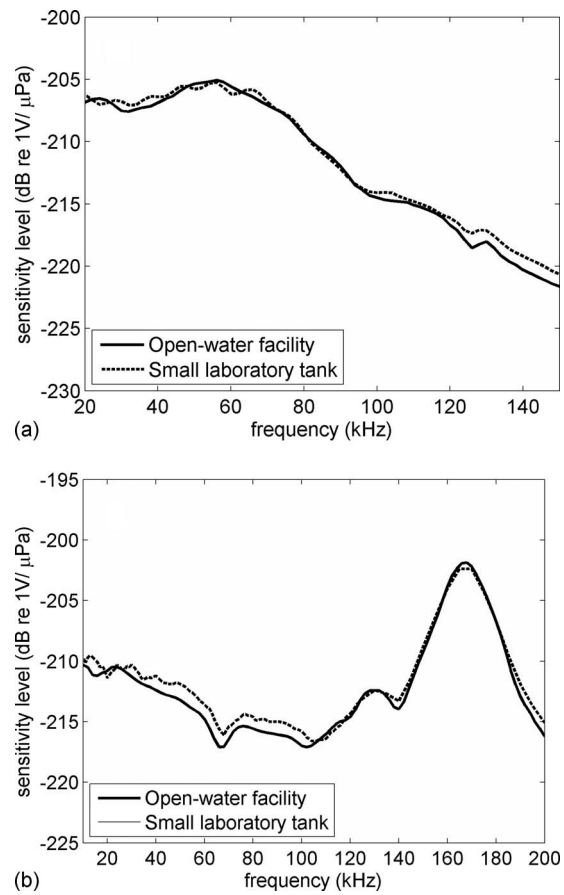 -200
-205
-210
-215
-220
-225
-230
sensitivity level (dB re 1V/ μPa)
Open-water facility
Small laboratory tank
20 40 60 80 100 120 140
(a)
frequency (kHz)
-195
-200
-205
-210
-215
-220
-225
sensitivity level (dB re 1V/ μPa)
Open-water facility
Small laboratory tank
20 40 60 80 100 120 140 160 180 200
(b)
frequency (kHz)